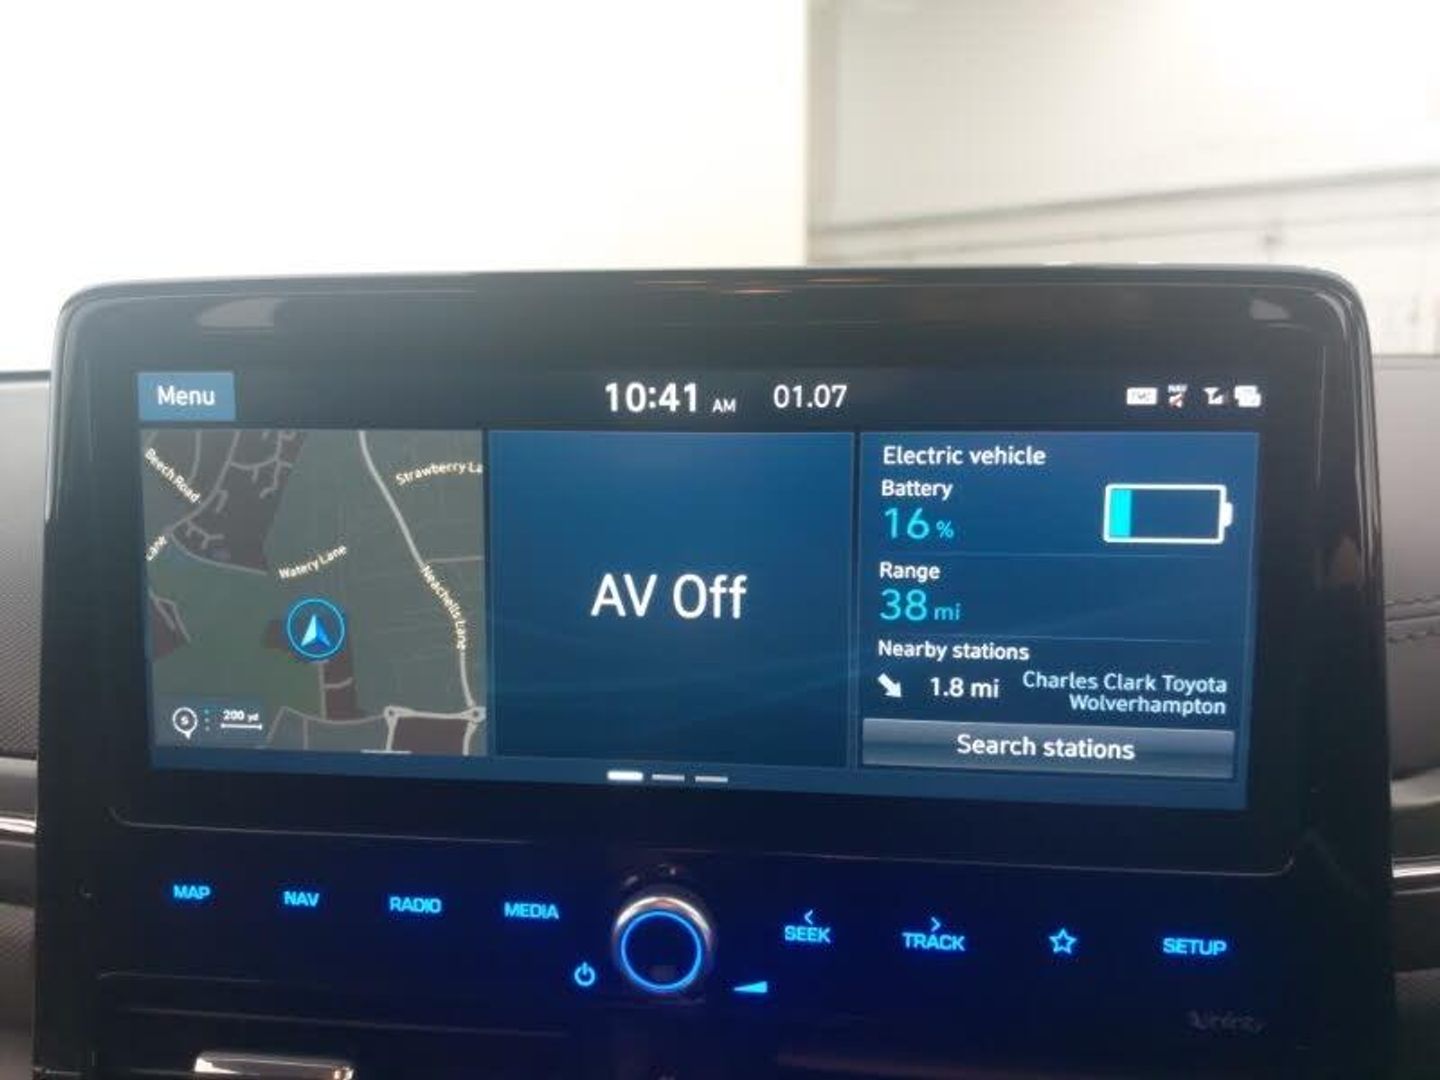 Menu
10:41 AM 01.07
Beech Road
Lane
Watery Lane
Strawberry La
Neachells Lane
S
200 yd
AV Off
Electric vehicle
Battery
16 %
Range
38 mi
Nearby stations
1.8 mi
Charles Clark Toyota
Wolverhampton
Search stations
MAP
NAV
RADIO
MEDIA
SEEK
TRACK
SETUP